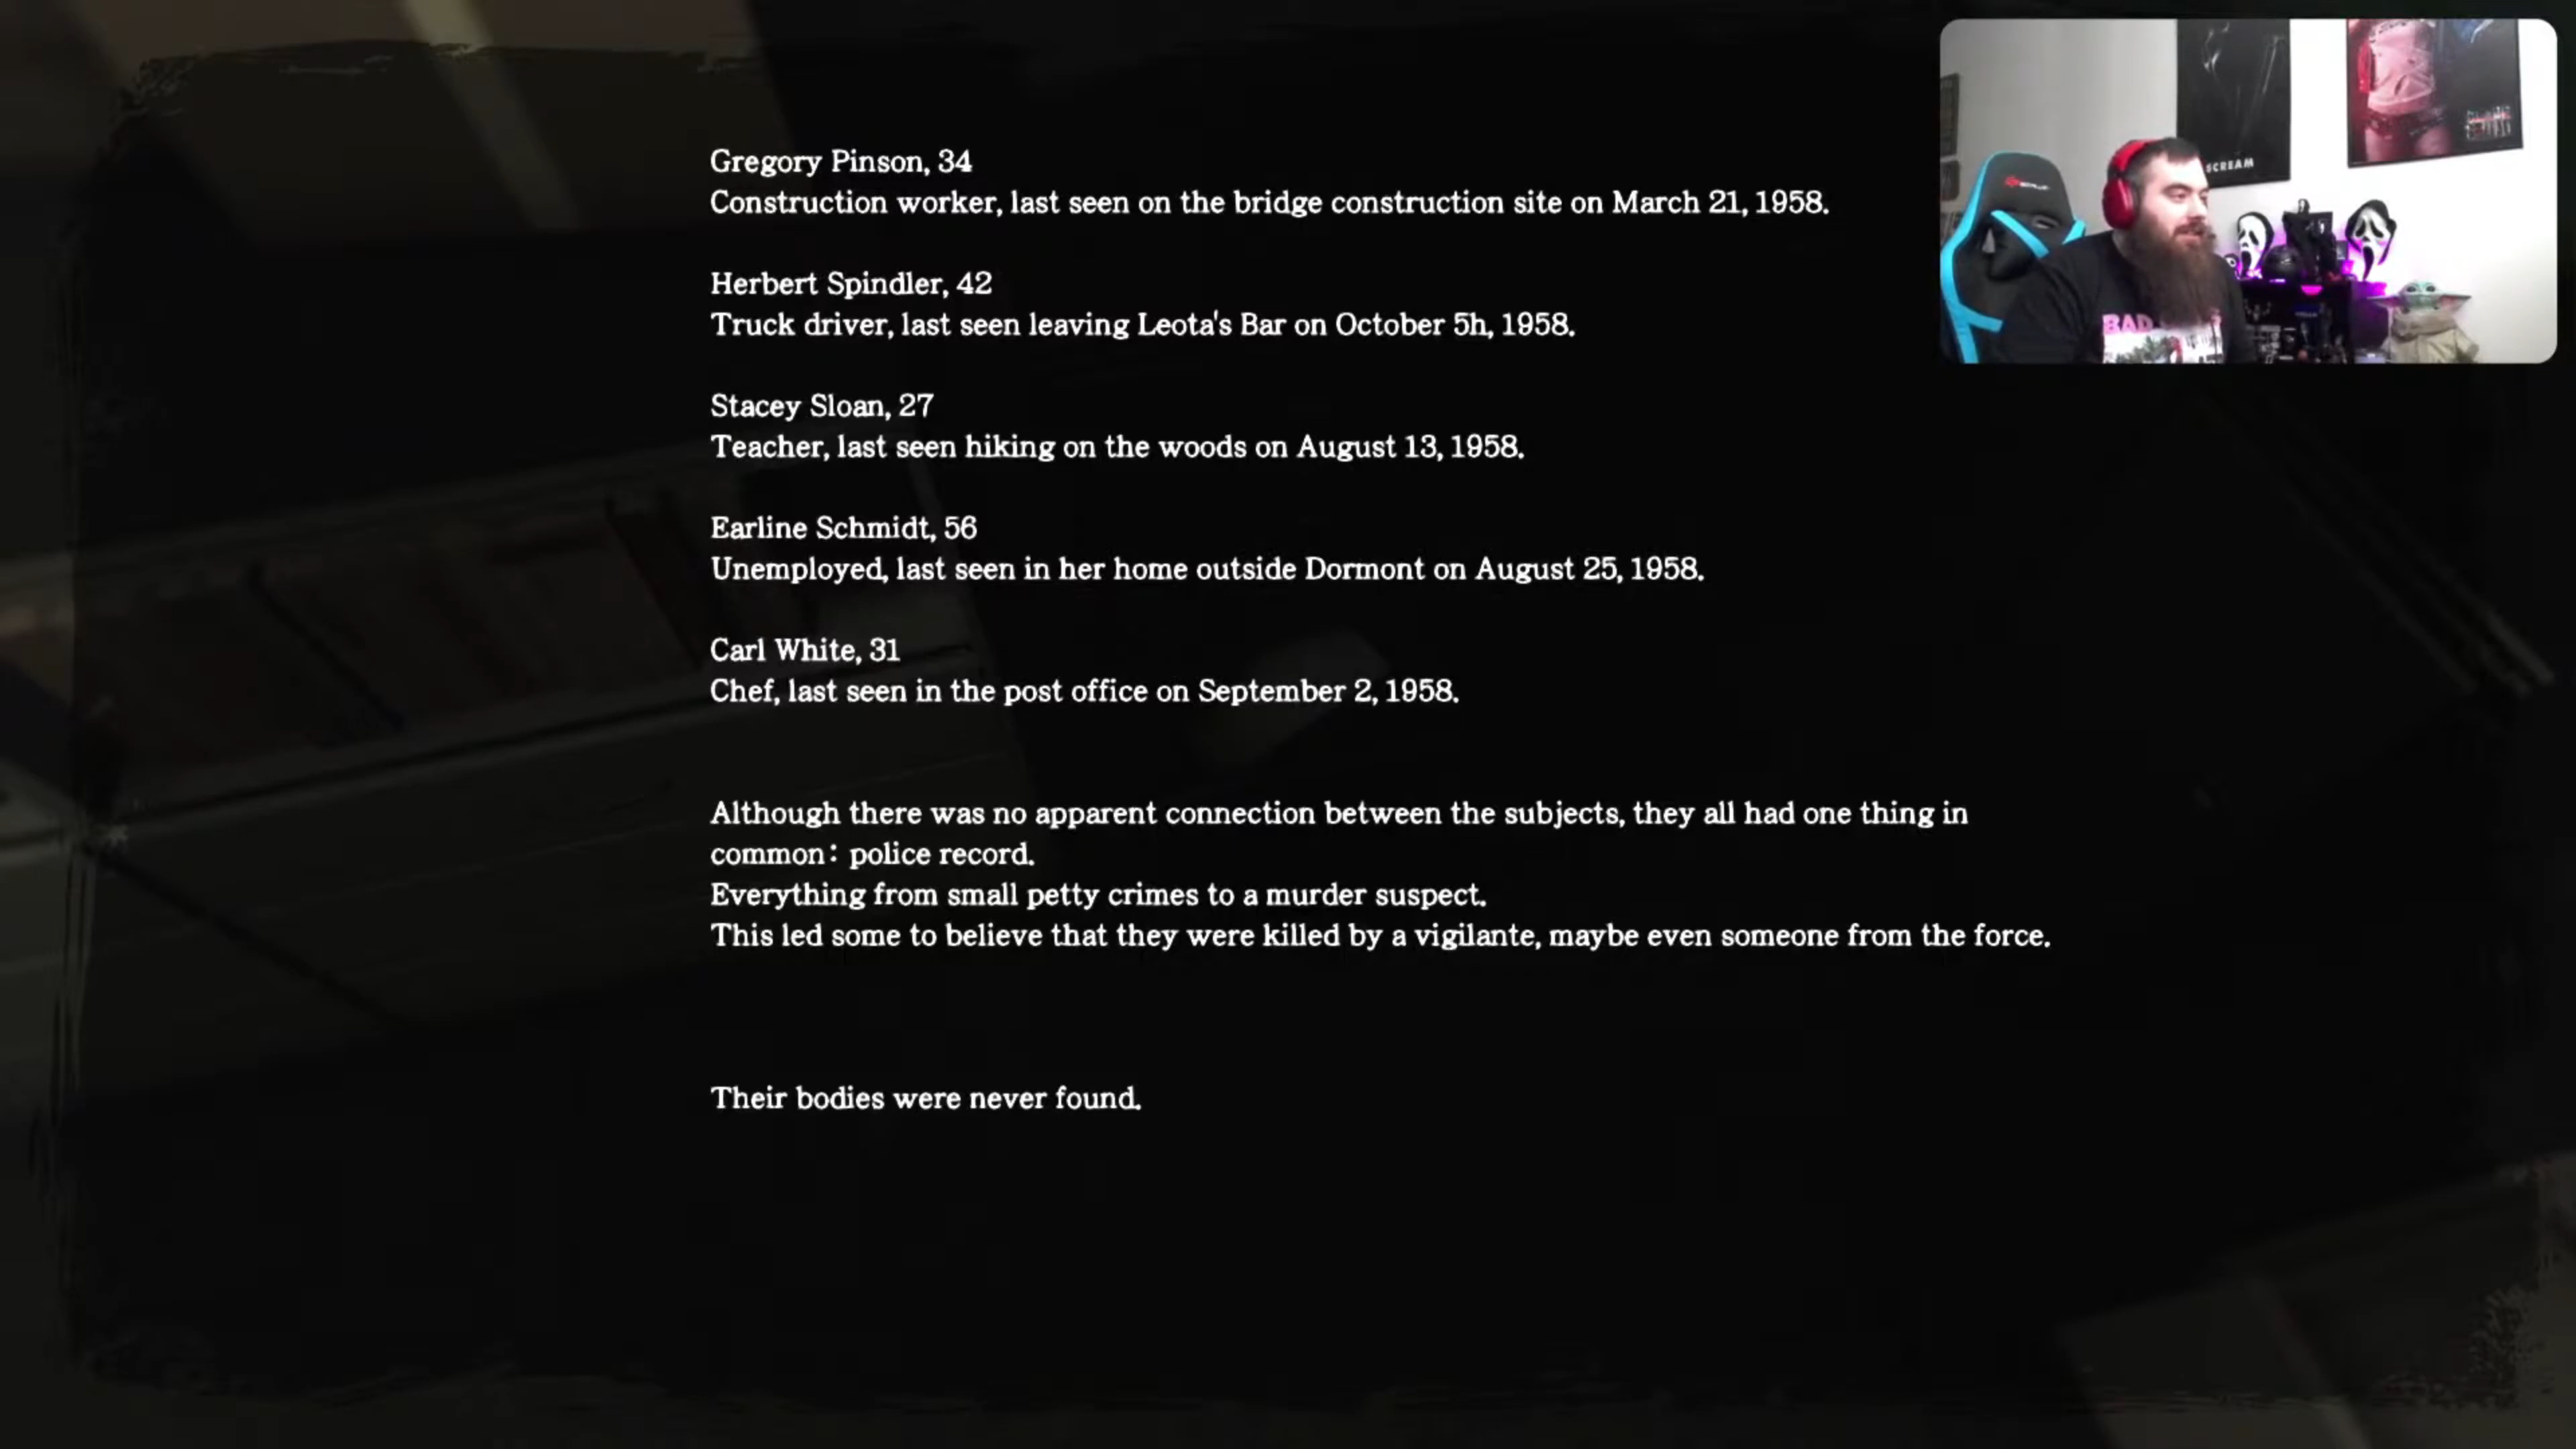 Gregory Pinson, 34
Construction worker, last seen on the bridge construction site on March 21, 1958.
Herbert Spindler, 42
Truck driver, last seen leaving Leota's Bar on October 5h, 1958.
Stacey Sloan, 27
Teacher, last seen hiking on the woods on August 13, 1958.
Earline Schmidt, 56
Unemployed, last seen in her home outside Dormont on August 25, 1958.
Carl White, 31
Chef, last seen in the post office on September 2, 1958.
Although there was no apparent connection between the subjects, they all had one thing in
common: police record.
Everything from small petty crimes to a murder suspect.
This led some to believe that they were killed by a vigilante, maybe even someone from the force.
Their bodies were never found.
SCREAM
BAD